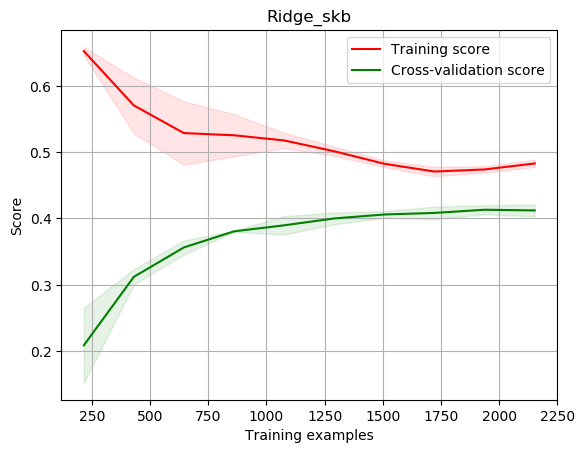 Ridge_skb
Training score
Cross-validation score
Score
0.6
0.5
0.4
0.3
0.2
250 500 750 1000 1250 1500 1750 2000 2250
Training examples